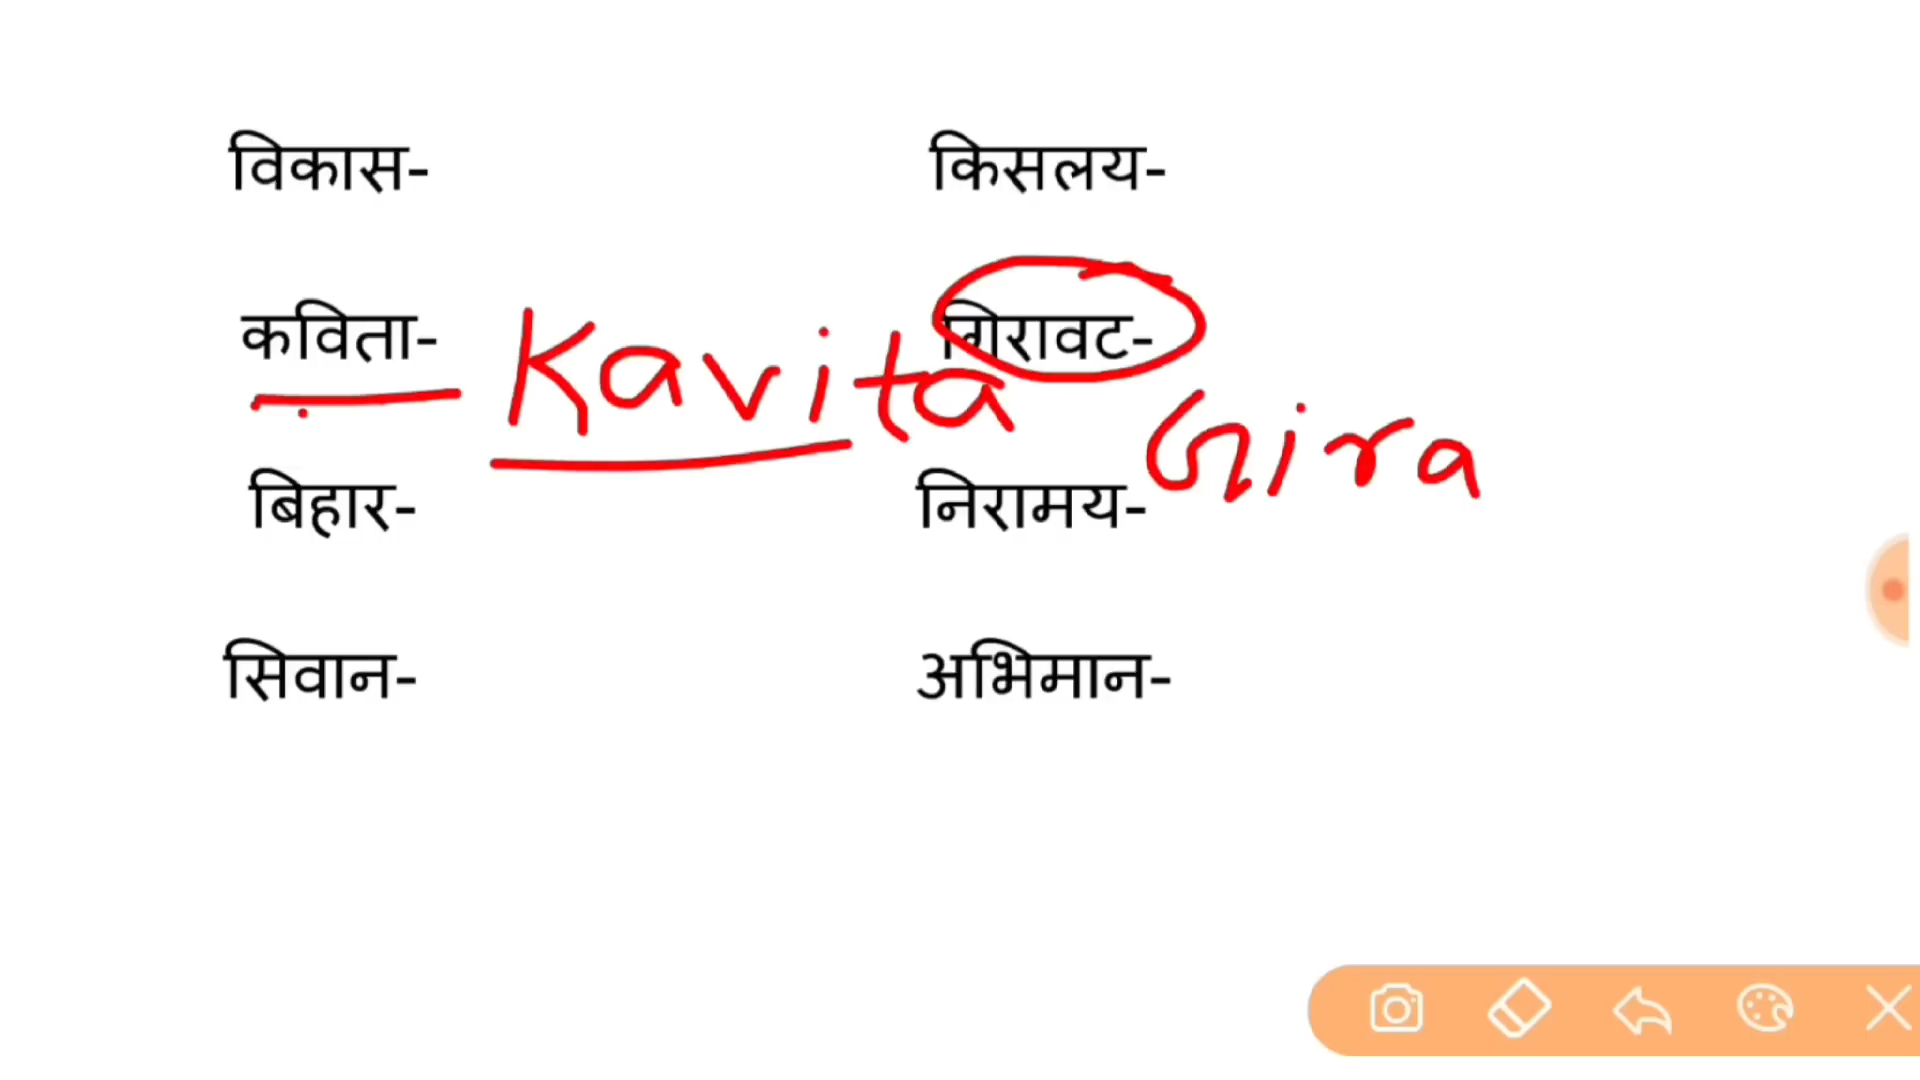 विकास- किसलय-
कविता- Kavita गिरावट-
Gira
बिहार- निरामय-
सिवान- अभिमान-